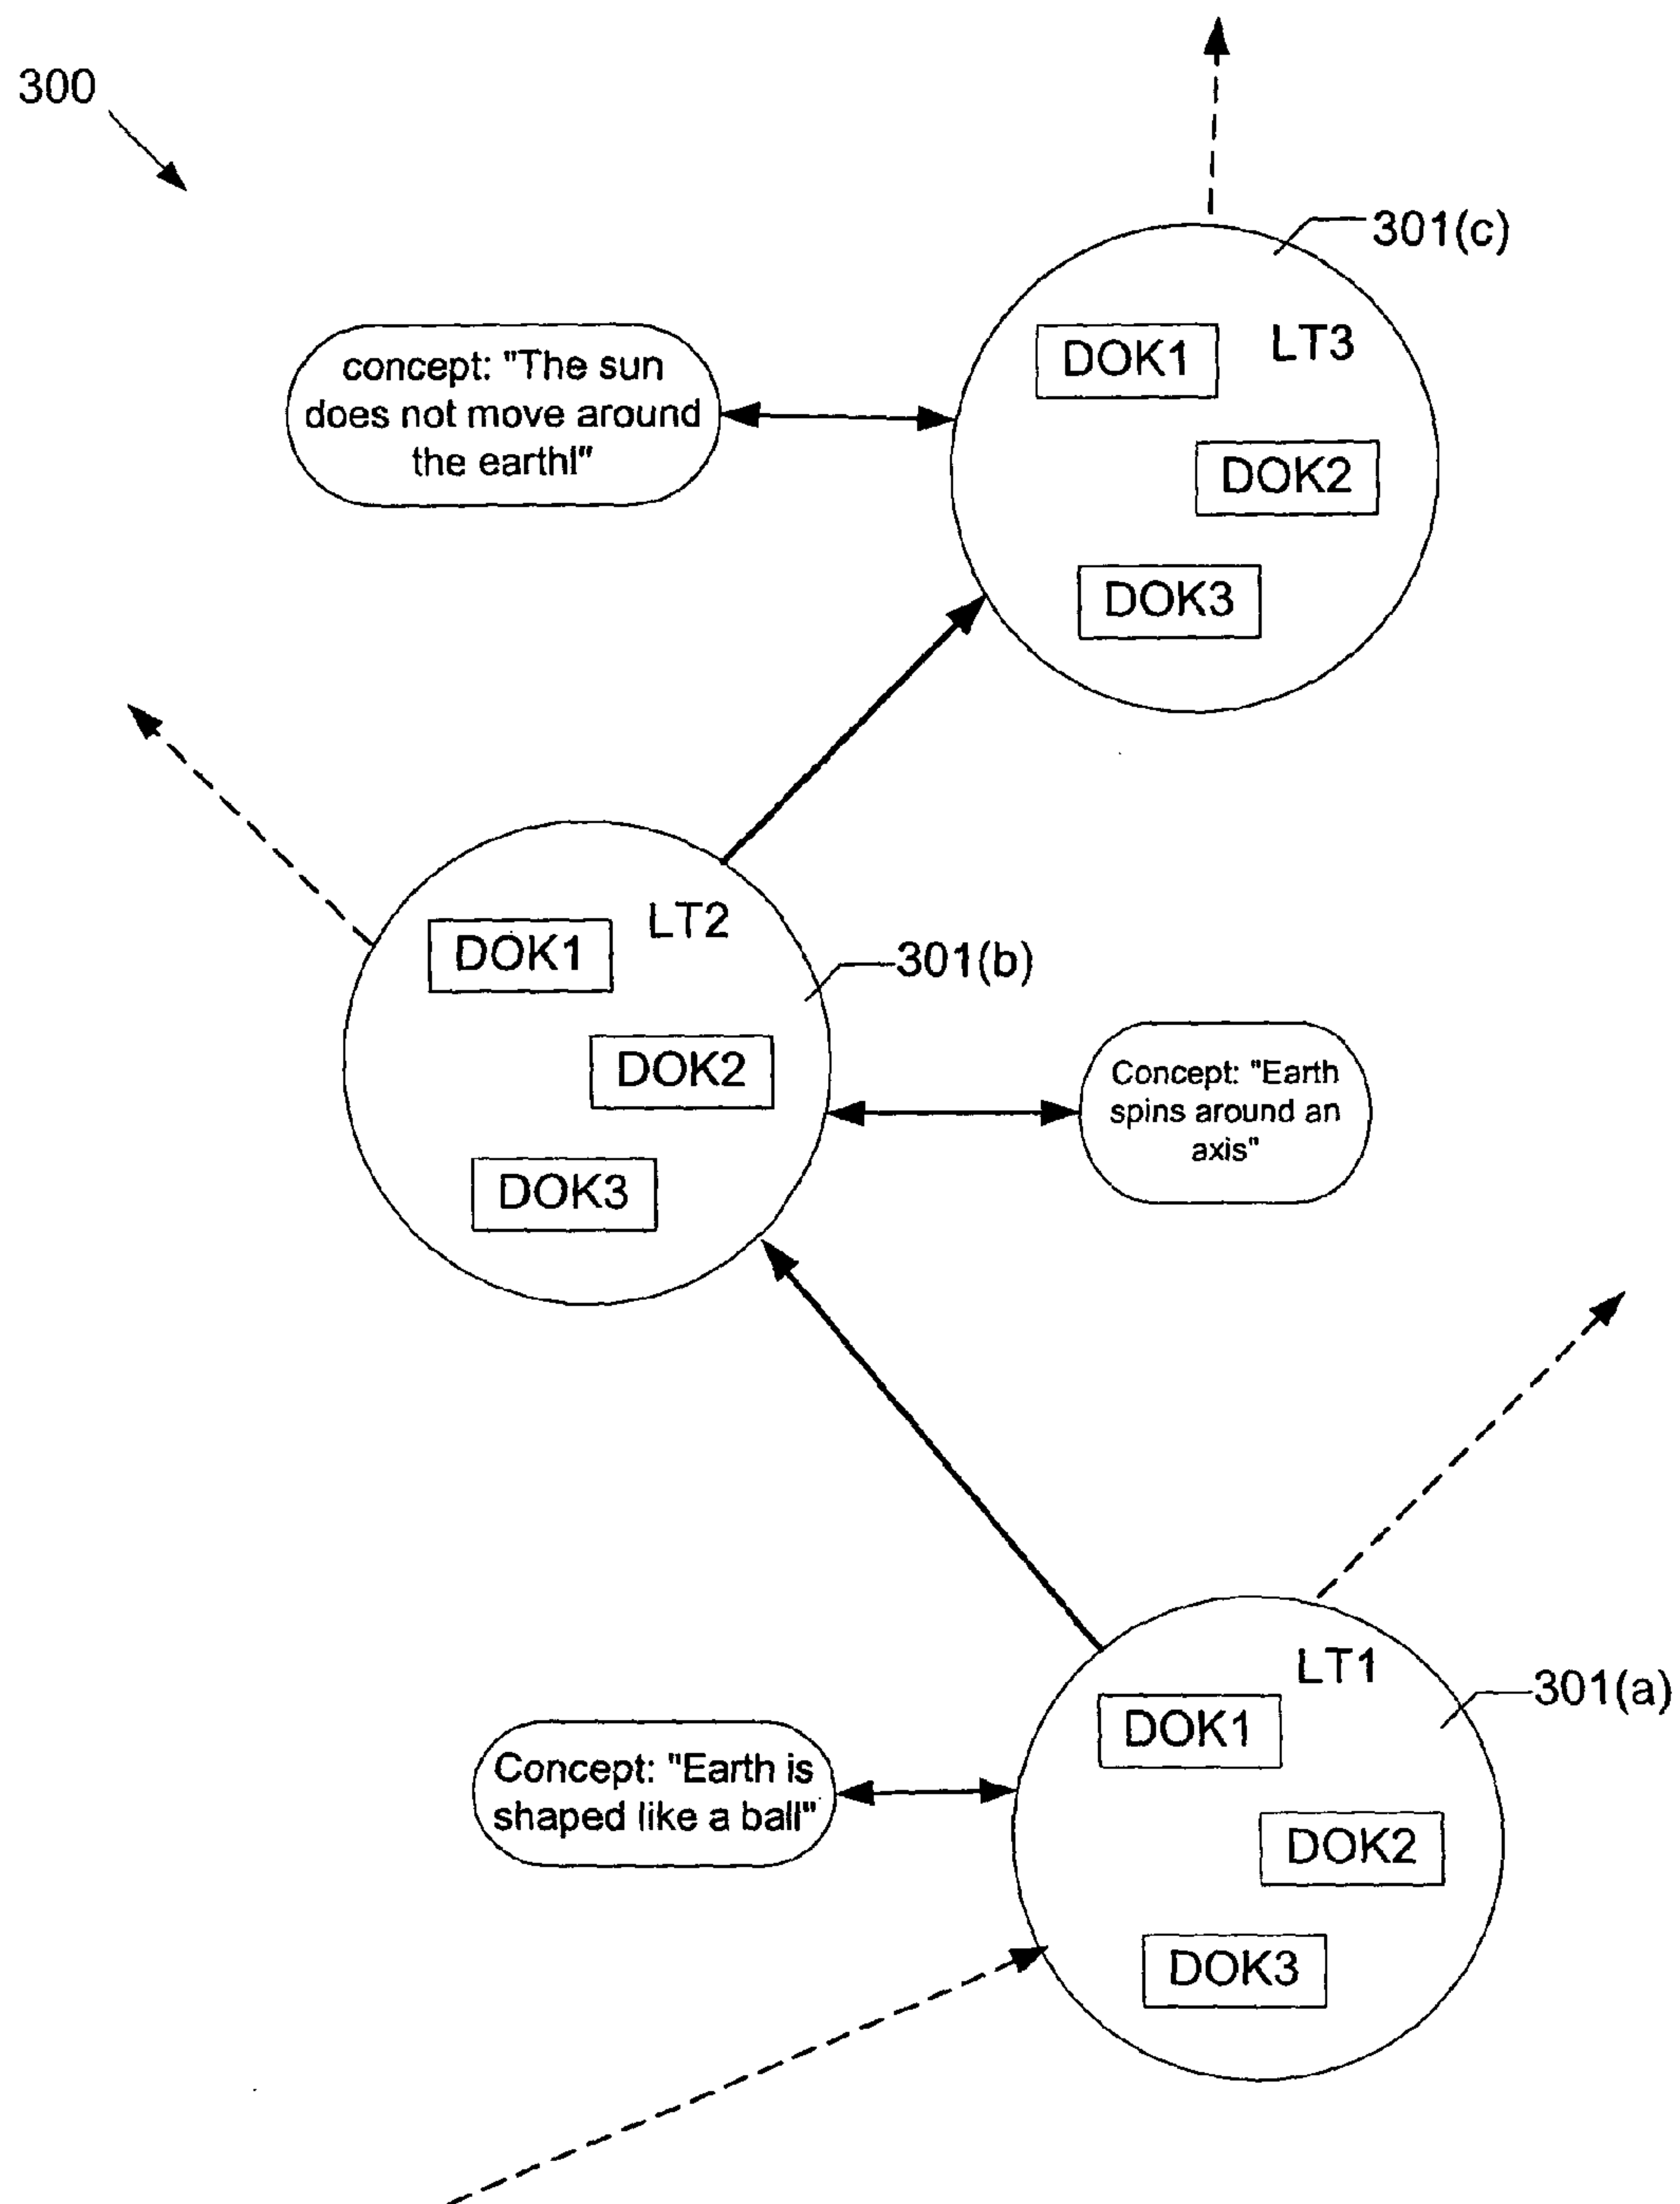 300
301(c)
LT3
DOK1
concept: "The sun
does not move around
the earth!"
DOK2
DOK3
LT2
DOK1
301(b)
DOK2
Concept: "Earth
spins around an
axis"
DOK3
LT1
301(a)
DOK1
Concept: "Earth is
shaped like a ball"
DOK2
DOK3